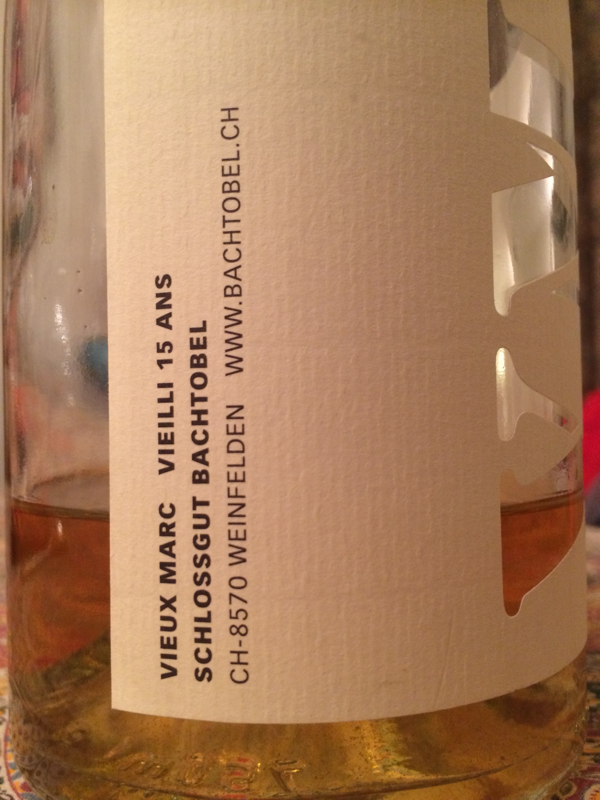 VIEUX MARC VIEILLI 15 ANS
SCHLOSSGUT BACHTOBEL
CH-8570 WEINFELDEN WWW.BACHTOBEL.CH